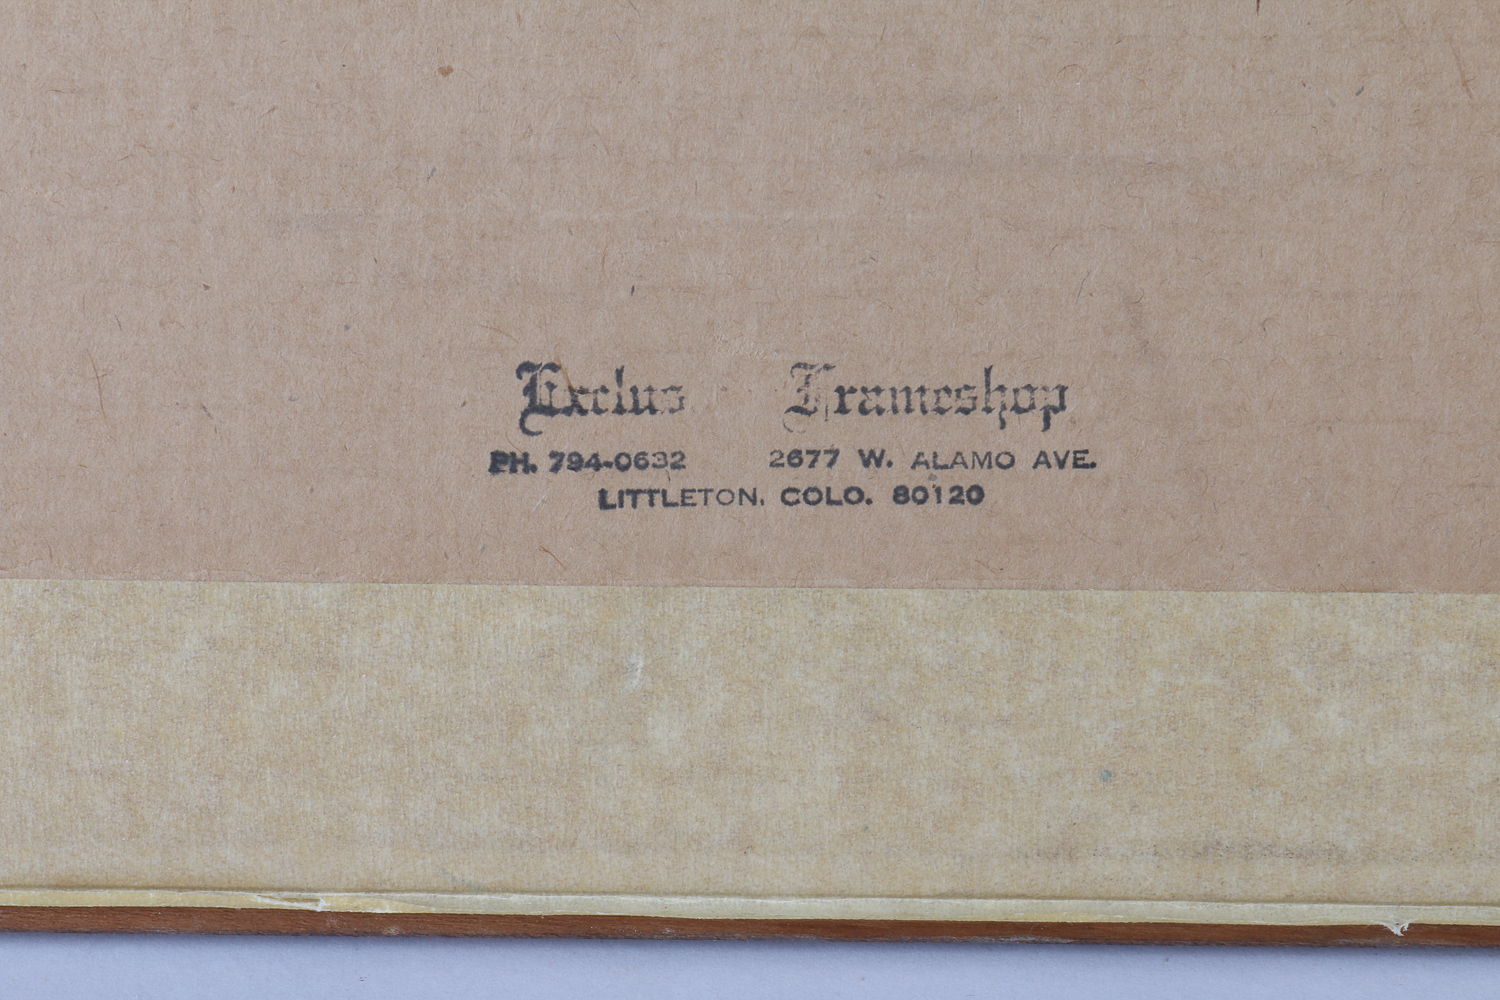 Exclus Frameshop
PH. 794-0632 2677 W. ALAMO AVE.
LITTLETON, COLO. 80120